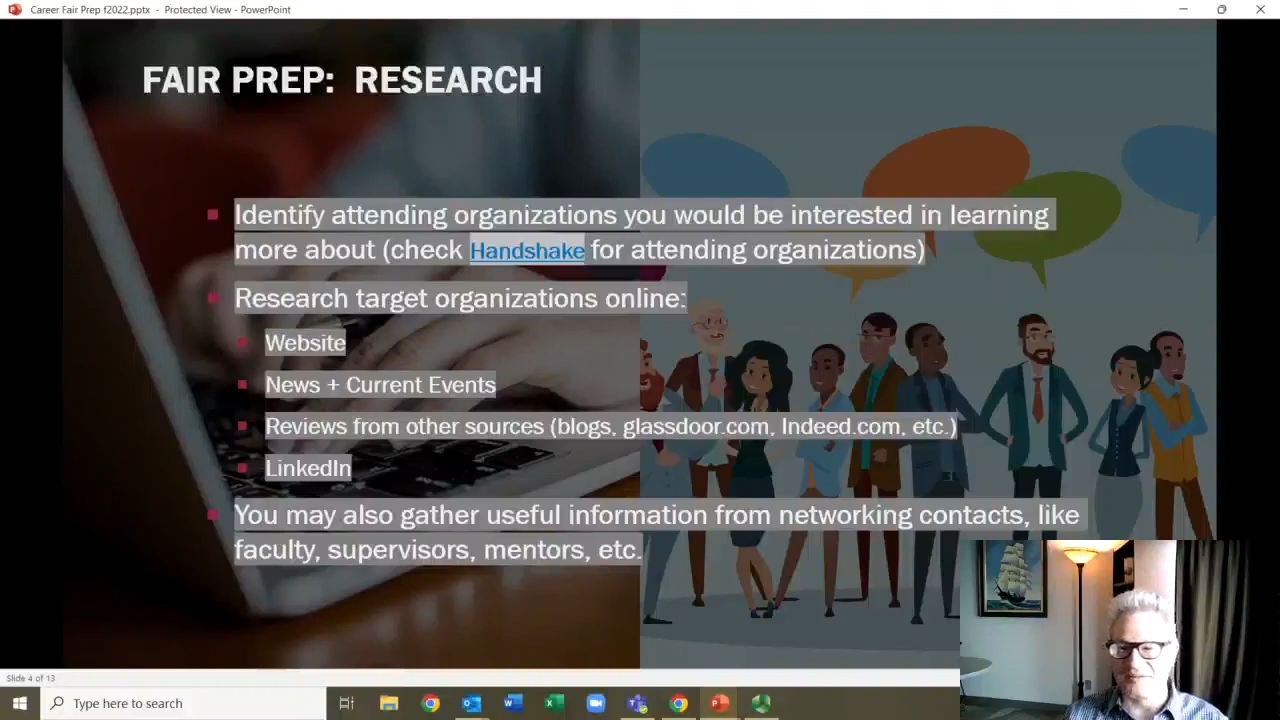 Career Fair Prep f2022.pptx - Protected View - PowerPoint
FAIR PREP: RESEARCH
Identify attending organizations you would be interested in learning
more about (check Handshake for attending organizations)
Research target organizations online:
Website
News + Current Events
Reviews from other sources (blogs, glassdoor.com, Indeed.com, etc.)
LinkedIn
You may also gather useful information from networking contacts, like
faculty, supervisors, mentors, etc.
Slide 4 of 13
Type here to search